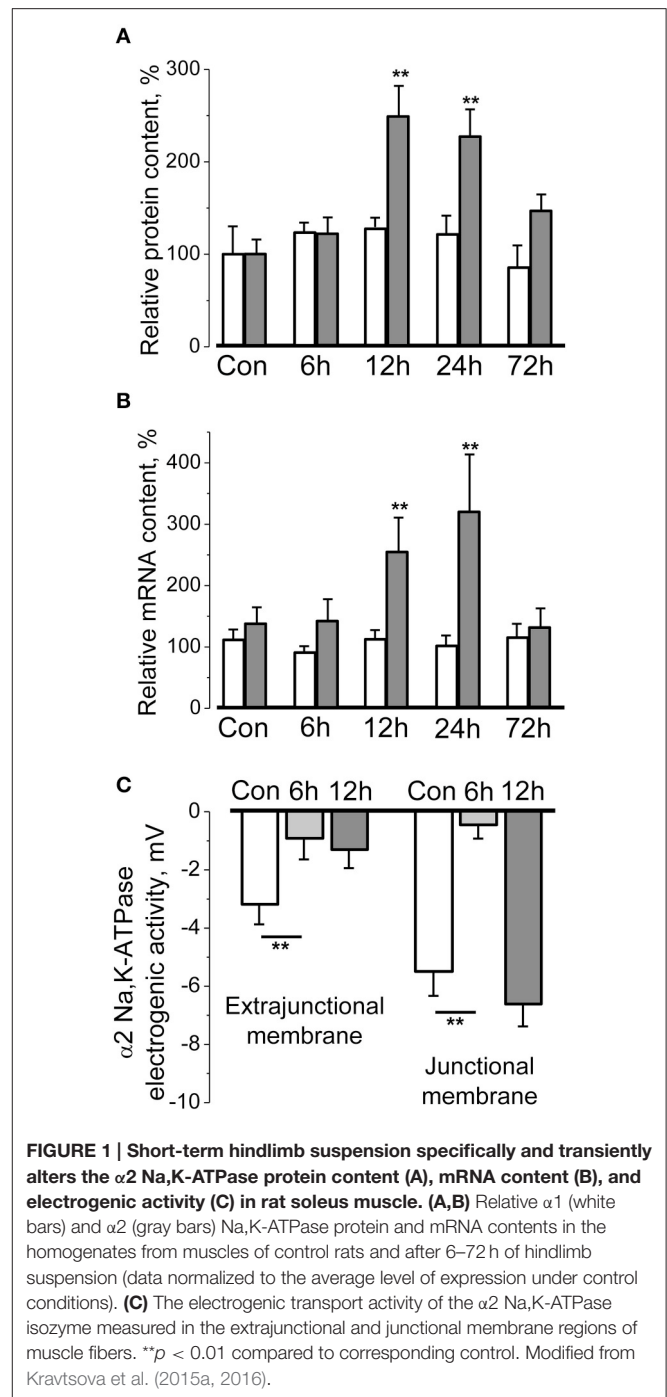 A
Relative protein content, %
300
200
100
0
**
**
Con 6h 12h 24h 72h
B
Relative mRNA content, %
400
300
200
100
0
**
**
Con 6h 12h 24h 72h
C
α2 Na,K-ATPase
electrogenic activity, mV
Con 6h 12h
Con 6h 12h
0
-2
-4
-6
-8
-10
**
**
Extrajunctional
membrane
Junctional
membrane
FIGURE 1 | Short-term hindlimb suspension specifically and transiently
alters the α2 Na,K-ATPase protein content (A), mRNA content (B), and
electrogenic activity (C) in rat soleus muscle. (A,B) Relative α1 (white
bars) and α2 (gray bars) Na,K-ATPase protein and mRNA contents in the
homogenates from muscles of control rats and after 6–72 h of hindlimb
suspension (data normalized to the average level of expression under control
conditions). (C) The electrogenic transport activity of the α2 Na,K-ATPase
isozyme measured in the extrajunctional and junctional membrane regions of
muscle fibers. **p < 0.01 compared to corresponding control. Modified from
Kravtsova et al. (2015a, 2016).